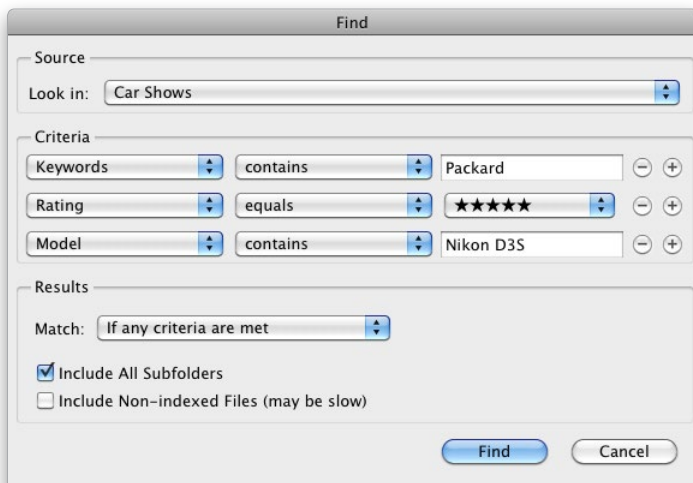 Find
Source
Look in: Car Shows
Criteria
Keywords contains Packard
Rating equals ★★★★★
Model contains Nikon D3S
Results
Match: If any criteria are met
Include All Subfolders
Include Non-indexed Files (may be slow)
Find Cancel